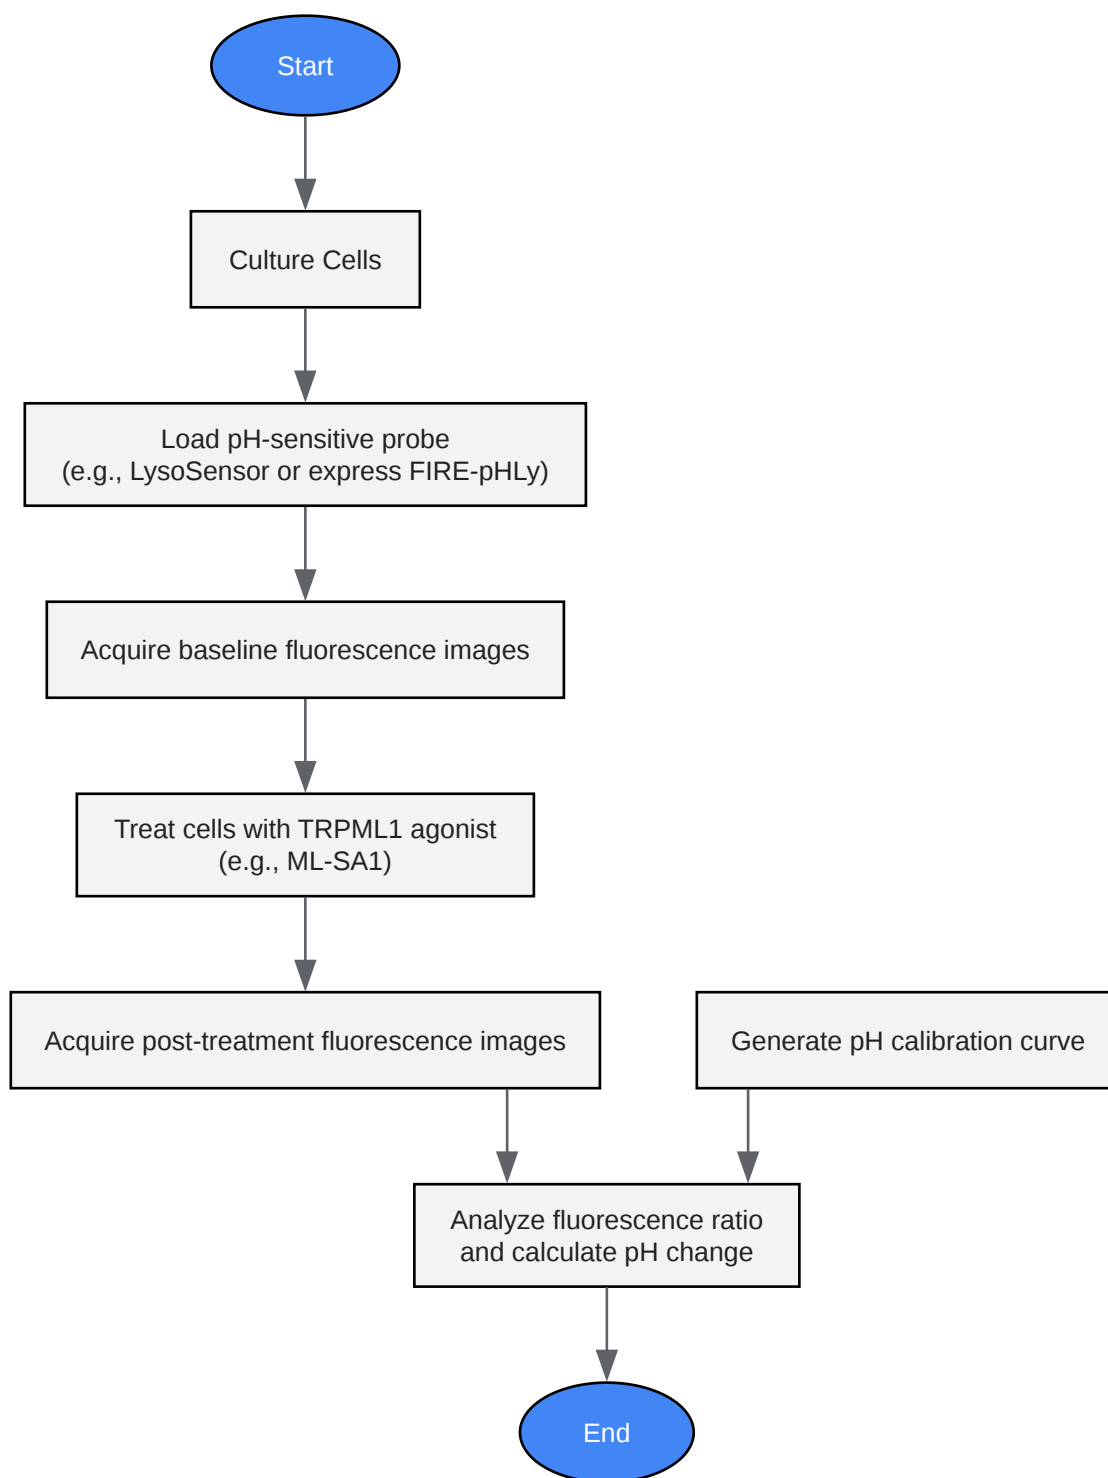 Start
Culture Cells
Load pH-sensitive probe
(e.g., LysoSensor or express FIRE-pHLy)
Acquire baseline fluorescence images
Treat cells with TRPML1 agonist
(e.g., ML-SA1)
Acquire post-treatment fluorescence images
Generate pH calibration curve
Analyze fluorescence ratio
and calculate pH change
End